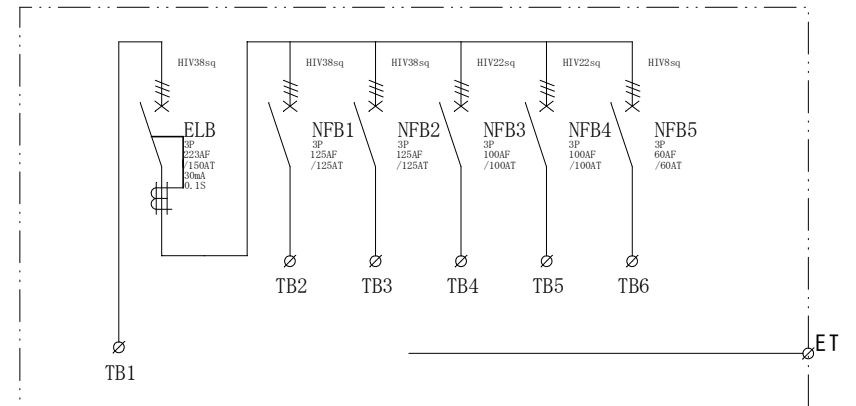 HIV38sq
HIV38sq
HIV38sq
HIV22sq
HIV22sq
HIV8sq
ELB
3P
223AF
/150AT
30mA
0.1S
NFB1
3P
125AF
/125AT
NFB2
3P
125AF
/125AT
NFB3
3P
100AF
/100AT
NFB4
3P
100AF
/100AT
NFB5
3P
60AF
/60AT
TB2
TB3
TB4
TB5
TB6
TB1
ET